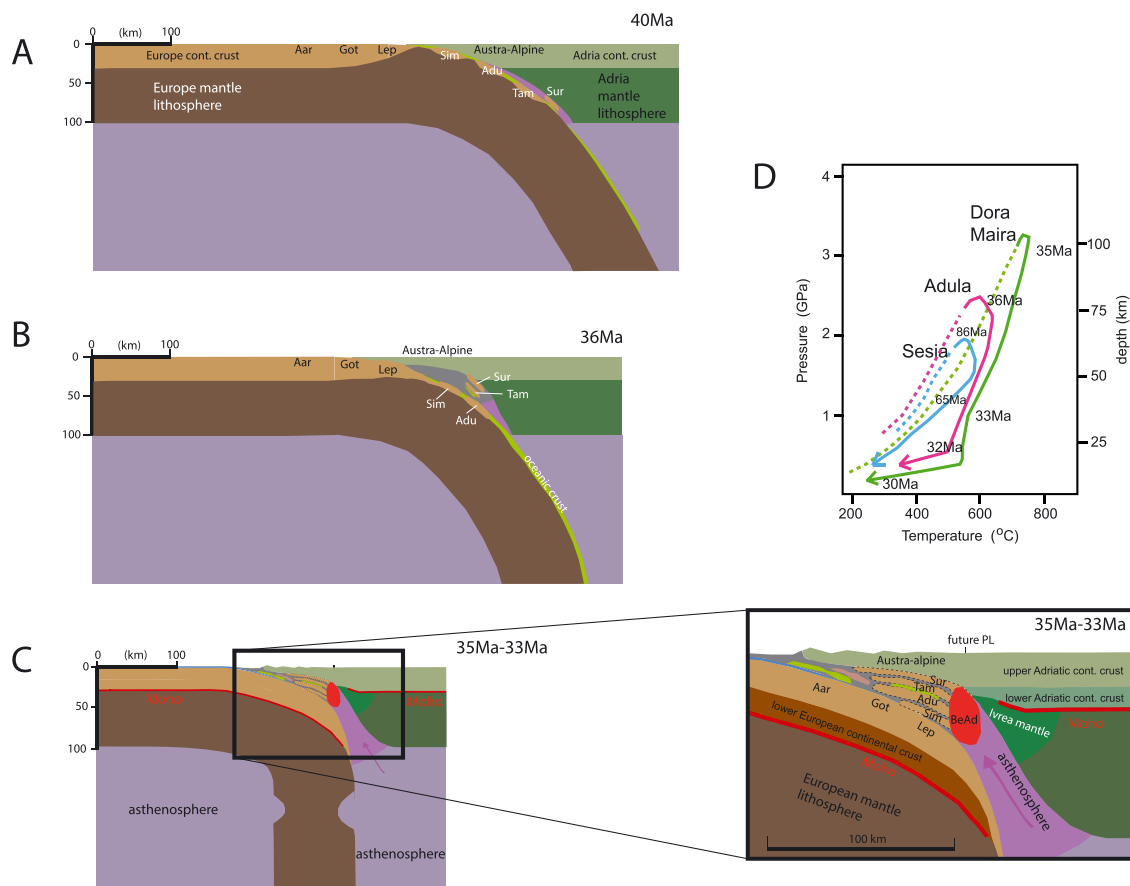 A
40Ma
0 (km) 100
0
50
100
Europe cont. crust
Aar
Got
Lep
Sim
Adu
Tam
Sur
Austra-Alpine
Adria cont. crust
Europe mantle
lithosphere
Adria
mantle
lithosphere
B
36Ma
0 (km) 100
0
50
100
Austra-Alpine
Aar
Got
Lep
Sim
Adu
Sur
Tam
oceanic crust
C
35Ma-33Ma
0 (km) 100
0
50
100
Moho
Moho
asthenosphere
asthenosphere
D
Pressure (GPa)
4
3
2
1
depth (km)
100
75
50
25
Dora
Maira
35Ma
Adula
36Ma
86Ma
Sesia
65Ma
33Ma
32Ma
30Ma
200 400 600 800
Temperature (oC)
35Ma-33Ma
future PL
Austra-alpine
upper Adriatic cont. crust
lower Adriatic cont. crust
Sur
Tam
Adu
Sim
Lep
Aar
Got
BeAd
Ivrea mantle
Moho
lower European continental crust
Moho
asthenosphere
European mantle
lithosphere
100 km